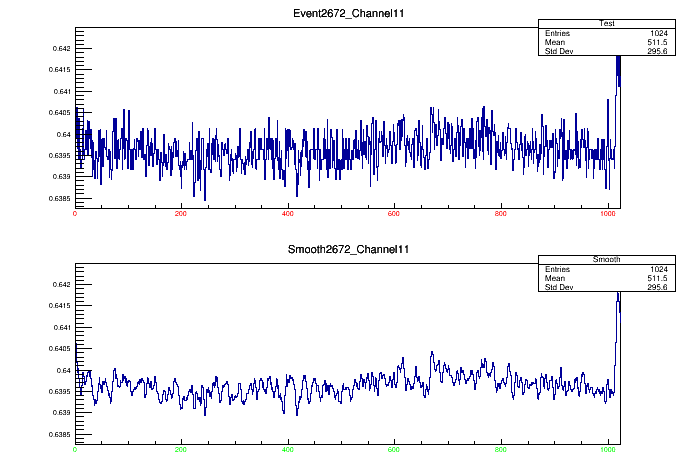 Event2672_Channel11
Test
Entries 1024
Mean 511.5
Std Dev 295.6
0.642
0.6415
0.641
0.6405
0.64
0.6395
0.639
0.6385
0 200 400 600 800 1000
Smooth2672_Channel11
Smooth
Entries 1024
Mean 511.5
Std Dev 295.6
0.642
0.6415
0.641
0.6405
0.64
0.6395
0.639
0.6385
0 200 400 600 800 1000